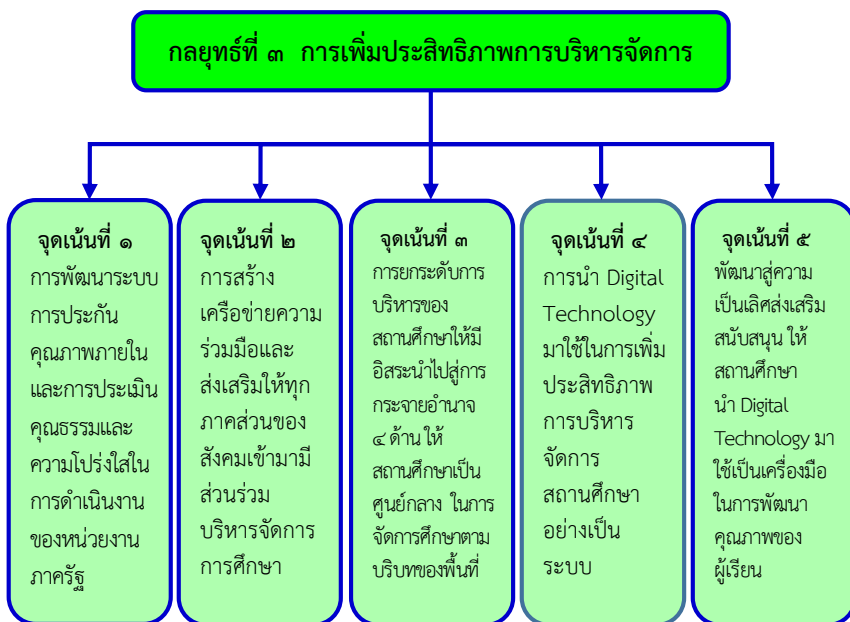 กลยุทธ์ที่ ๓ การเพิ่มประสิทธิภาพการบริหารจัดการ
จุดเน้นที่ ๑
การพัฒนาระบบ
การประกัน
คุณภาพภายใน
และการประเมิน
คุณธรรมและ
ความโปร่งใสใน
การดำเนินงาน
ของหน่วยงาน
ภาครัฐ
จุดเน้นที่ ๒
การสร้าง
เครือข่ายความ
ร่วมมือและ
ส่งเสริมให้ทุก
ภาคส่วนของ
สังคมเข้ามามี
ส่วนร่วม
บริหารจัดการ
การศึกษา
จุดเน้นที่ ๓
การยกระดับการ
บริหารของ
สถานศึกษาให้มี
อิสระนำไปสู่การ
กระจายอำนาจ
๔ ด้าน ให้
สถานศึกษาเป็น
ศูนย์กลาง ในการ
จัดการศึกษาตาม
บริบทของพื้นที่
จุดเน้นที่ ๔
การนำ Digital
Technology
มาใช้ในการเพิ่ม
ประสิทธิภาพ
การบริหาร
จัดการ
สถานศึกษา
อย่างเป็น
ระบบ
จุดเน้นที่ ๕
พัฒนาสู่ความ
เป็นเลิศส่งเสริม
สนับสนุน ให้
สถานศึกษา
นำ Digital
Technology มา
ใช้เป็นเครื่องมือ
ในการพัฒนา
คุณภาพของ
ผู้เรียน